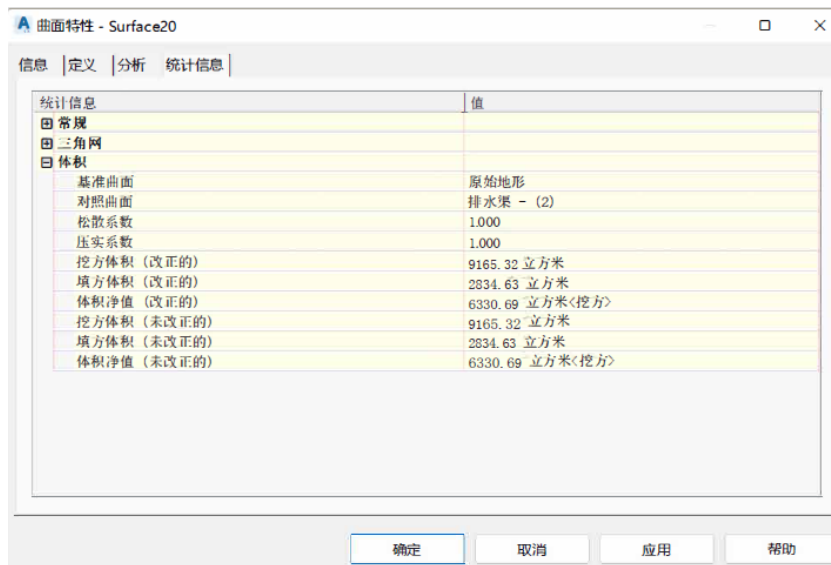 曲面特性 - Surface20
信息 定义 分析 统计信息
统计信息 值
常规
三角网
体积
基准曲面 原始地形
对照曲面 排水渠 - (2)
松散系数 1.000
压实系数 1.000
挖方体积（改正的） 9165.32 立方米
填方体积（改正的） 2834.63 立方米
体积净值（改正的） 6330.69 立方米<挖方>
挖方体积（未改正的） 9165.32 立方米
填方体积（未改正的） 2834.63 立方米
体积净值（未改正的） 6330.69 立方米<挖方>
确定 取消 应用 帮助